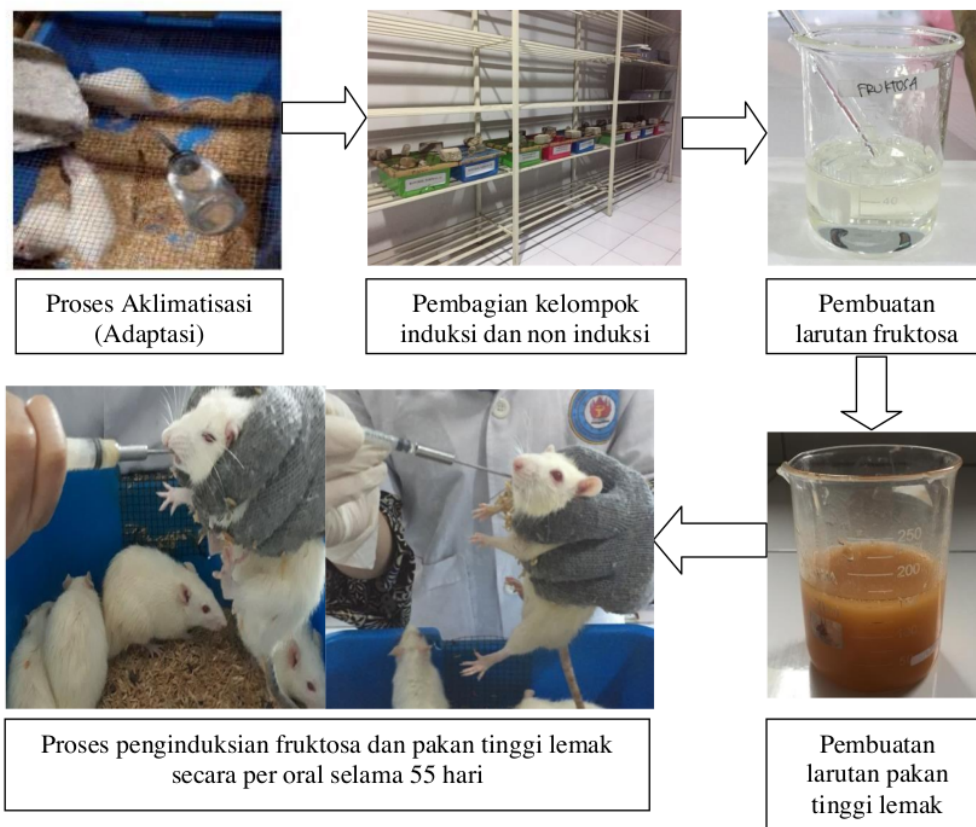 FRUKTOSA
40
Proses Aklimatisasi
(Adaptasi)
Pembagian kelompok
induksi dan non induksi
Pembuatan
larutan fruktosa
250
200
Proses penginduksian fruktosa dan pakan tinggi lemak
secara per oral selama 55 hari
Pembuatan
larutan pakan
tinggi lemak